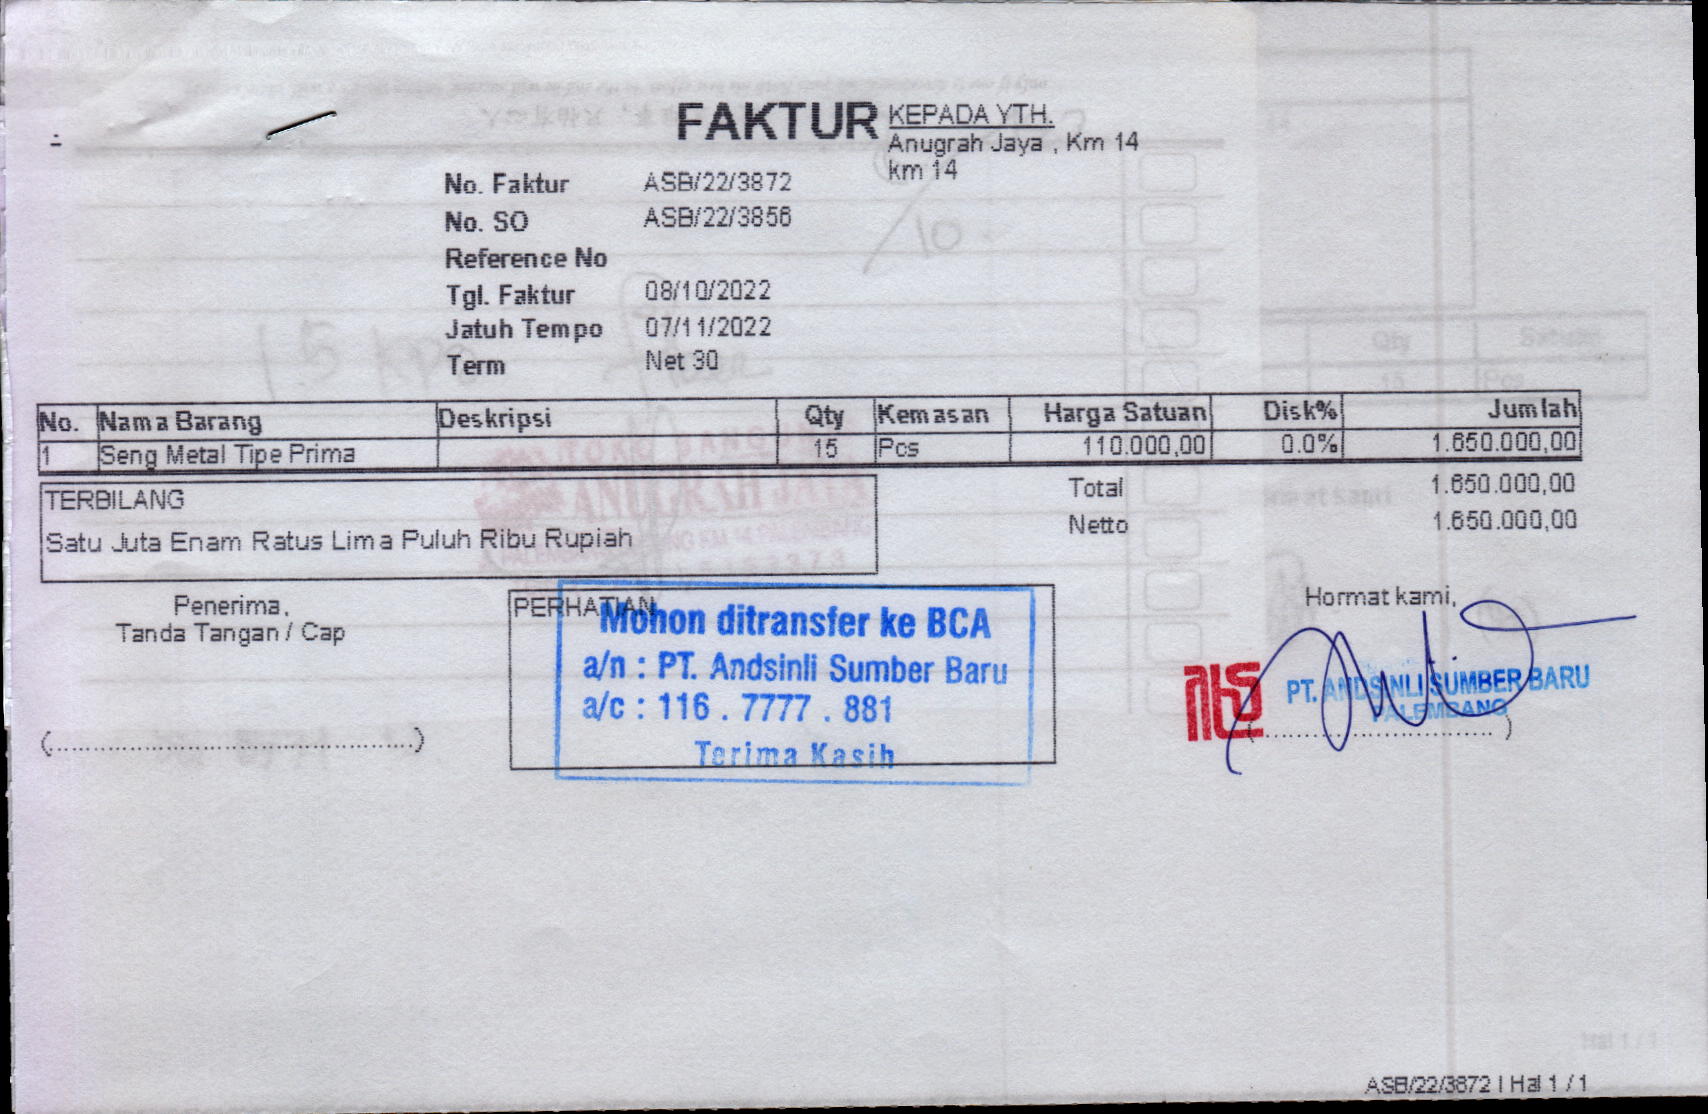 FAKTUR
KEPADA YTH.
Anugrah Jaya , Km 14
km 14
No. Faktur ASB/22/3872
No. SO ASB/22/3856
Reference No
Tgl. Faktur 08/10/2022
Jatuh Tempo 07/11/2022
Term Net 30
No. Nama Barang Deskripsi Qty Kemasan Harga Satuan Disk% Jumlah
1 Seng Metal Tipe Prima 15 Pcs 110.000,00 0.0% 1.650.000,00
TERBILANG
Satu Juta Enam Ratus Lima Puluh Ribu Rupiah
Total 1.650.000,00
Netto 1.650.000,00
Penerima,
Tanda Tangan / Cap
(................................................)
PERHATIAN
Mohon ditransfer ke BCA
a/n : PT. Andsinli Sumber Baru
a/c : 116 . 7777 . 881
Terima Kasih
Hormat kami,
PT. ANDSINLI SUMBER BARU
PALEMBANG
(................................)
ASB/22/3872 | Hal 1 / 1